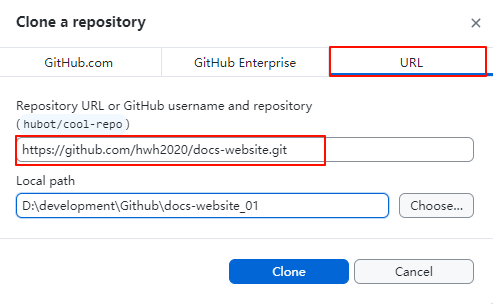 Clone a repository
GitHub.com
GitHub Enterprise
URL
Repository URL or GitHub username and repository
(hubot/cool-repo)
https://github.com/hwh2020/docs-website.git
Local path
D:\development\Github\docs-website_01
Choose...
Clone
Cancel